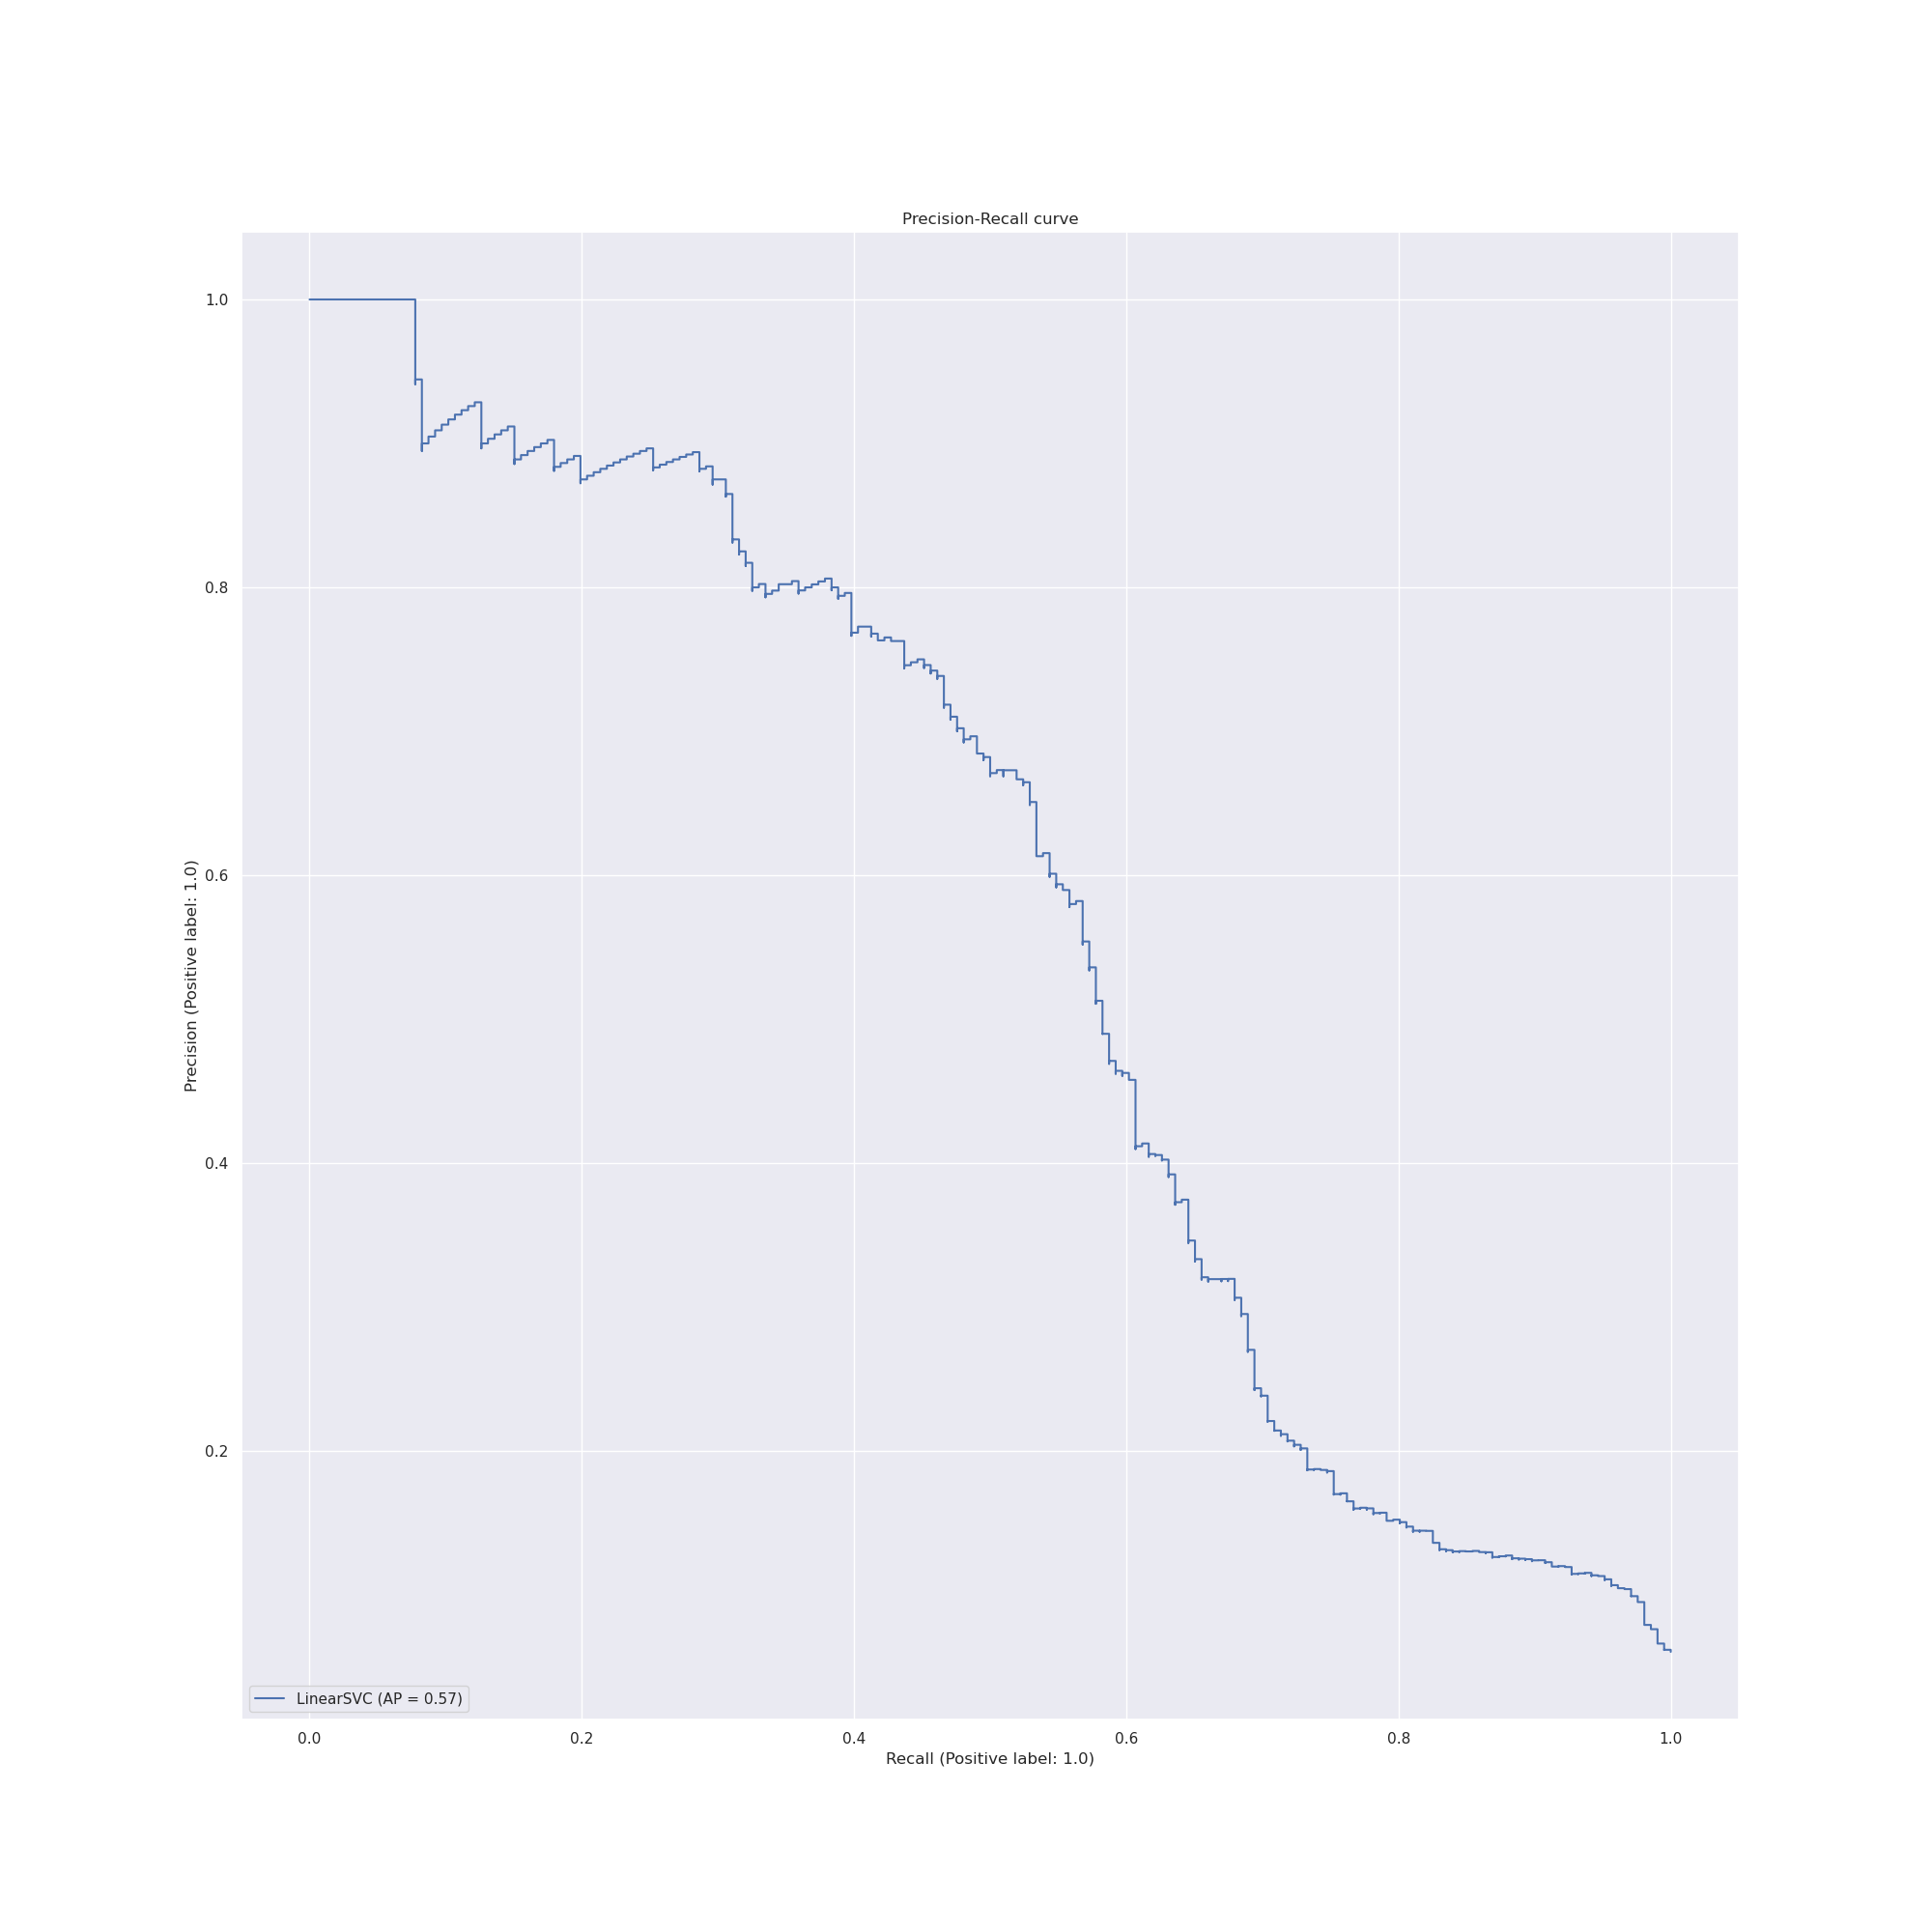 Precision-Recall curve
1.0
0.8
0.6
0.4
0.2
Precision (Positive label: 1.0)
LinearSVC (AP = 0.57)
0.0 0.2 0.4 0.6 0.8 1.0
Recall (Positive label: 1.0)